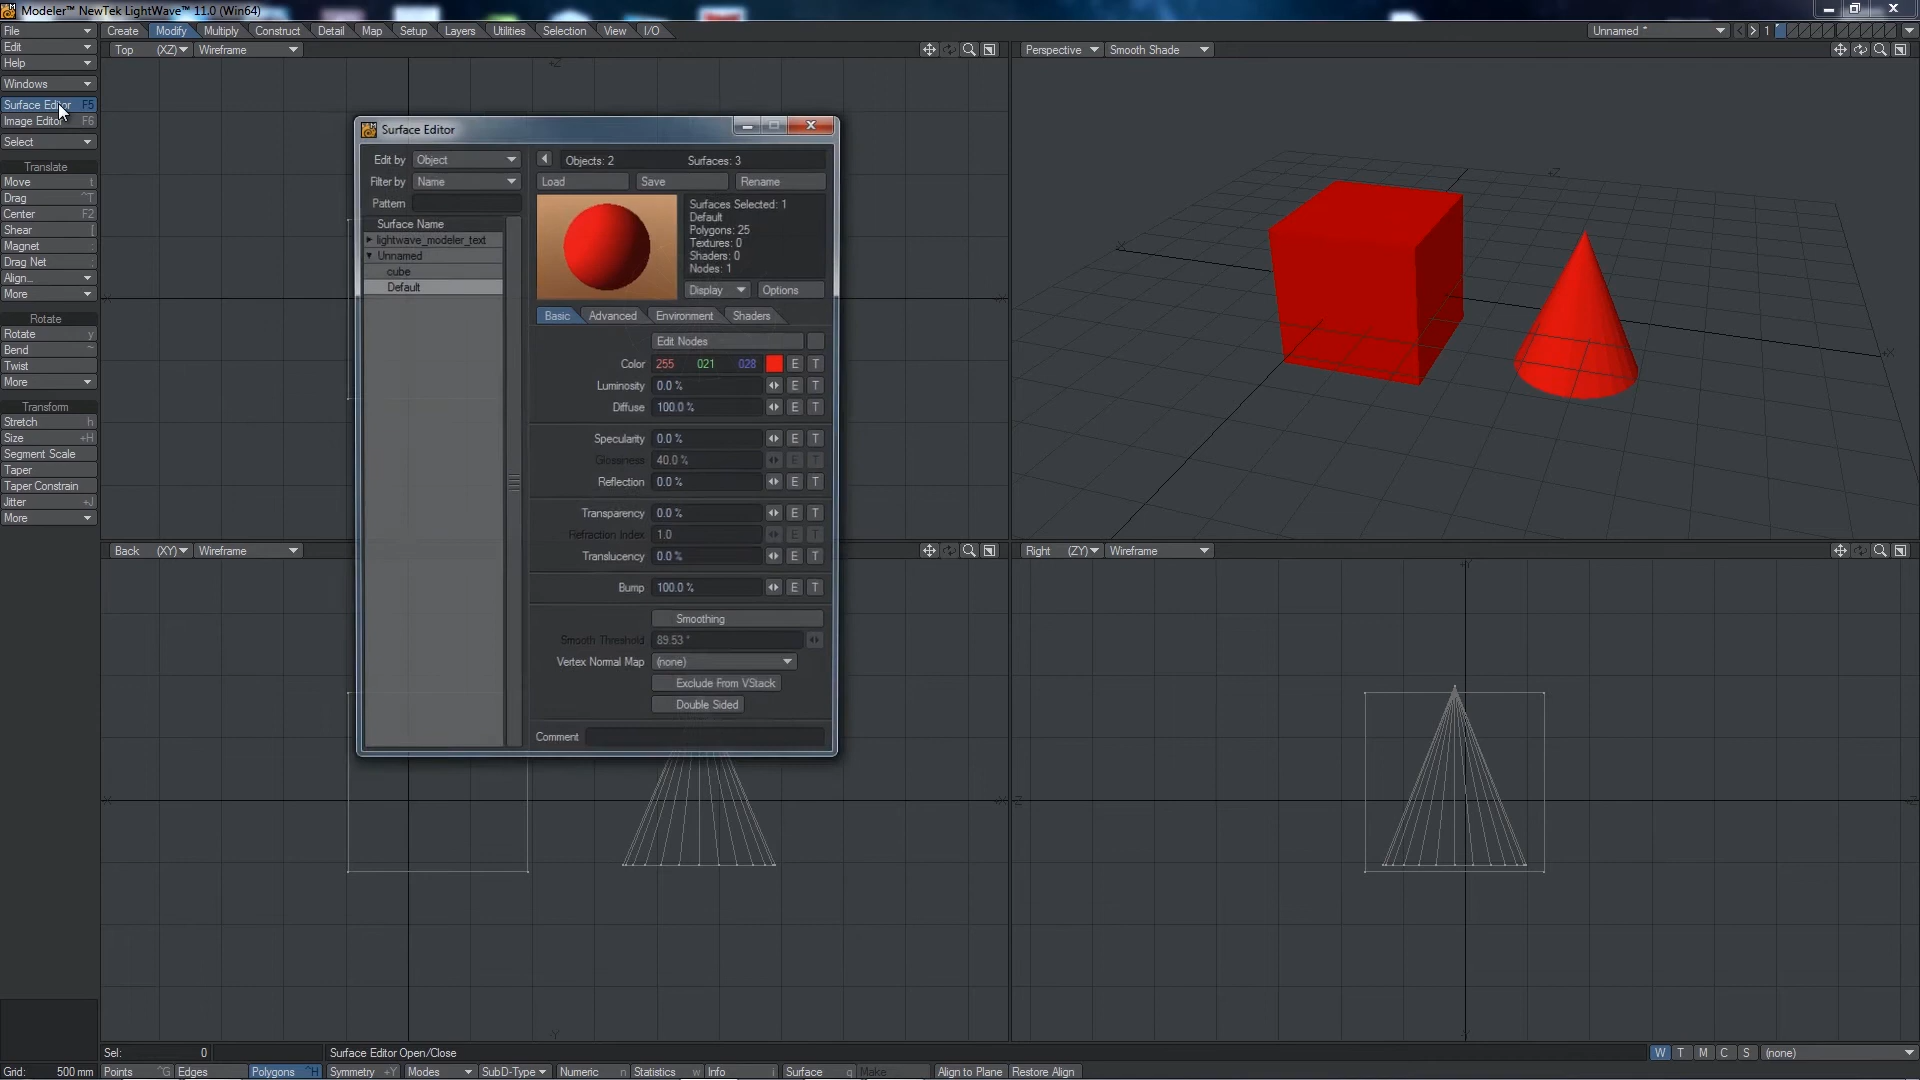 Modeler™ NewTek LightWave™ 11.0 (Win64)
File
Create Modify Multiply Construct Detail Map Setup Layers Utilities Selection View I/O
Unnamed * 1
Edit
Help
Top (XZ) Wireframe
Perspective Smooth Shade
Windows
Surface Editor F5
Image Editor F6
Select
Translate
Move t
Drag ^T
Center F2
Shear [
Magnet :
Drag Net ;
Align...
More
Rotate
Rotate y
Bend ~
Twist
More
Transform
Stretch h
Size +H
Segment Scale
Taper
Taper Constrain
Jitter +J
More
Surface Editor
Edit by Object
Objects: 2 Surfaces: 3
Filter by Name
Load Save Rename
Pattern
Surface Name
lightwave_modeler_text
Unnamed
cube
Default
Surfaces Selected: 1
Default
Polygons: 25
Textures: 0
Shaders: 0
Nodes: 1
Display Options
Basic Advanced Environment Shaders
Edit Nodes
Color 255 021 028 E T
Luminosity 0.0 % E T
Diffuse 100.0 % E T
Specularity 0.0 % E T
Glossiness 40.0 % E T
Reflection 0.0 % E T
Transparency 0.0 % E T
Refraction Index 1.0 E T
Translucency 0.0 % E T
Bump 100.0 % E T
Smoothing
Smooth Threshold 89.53 °
Vertex Normal Map (none)
Exclude From VStack
Double Sided
Comment
Back (XY) Wireframe
Right (ZY) Wireframe
Sel: 0 Surface Editor Open/Close
W T M C S (none)
Grid: 500 mm Points ^G Edges Polygons ^H Symmetry +Y Modes SubD-Type Numeric n Statistics w Info i Surface q Make Align to Plane Restore Align